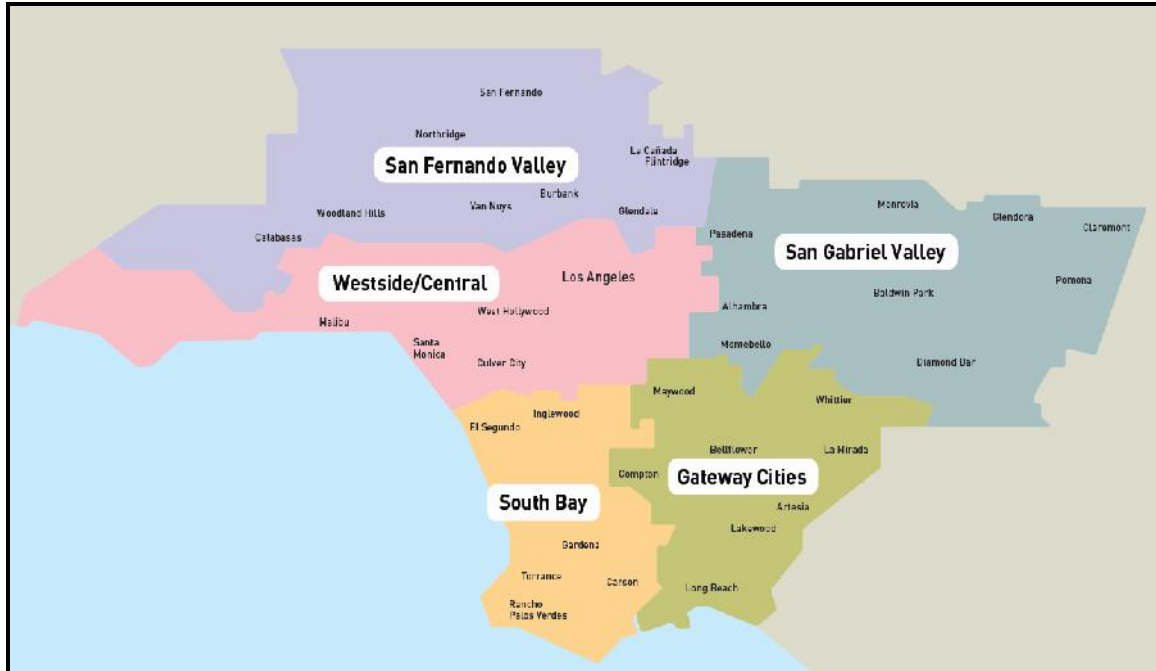 San Fernando
Northridge
La Cañada
Flintridge
San Fernando Valley
Burbank
Van Nuys
Woodland Hills
Glendale
Calabasas
Monrovia
Glendora
Claremont
Pasadena
San Gabriel Valley
Baldwin Park
Pomona
Alhambra
Montebello
Diamond Bar
Westside/Central
Los Angeles
West Hollywood
Malibu
Santa
Monica
Culver City
Maywood
Whittier
Bellflower
La Mirada
Compton
Gateway Cities
Artesia
Lakewood
Long Beach
Inglewood
El Segundo
South Bay
Gardena
Torrance
Carson
Rancho
Palos Verdes